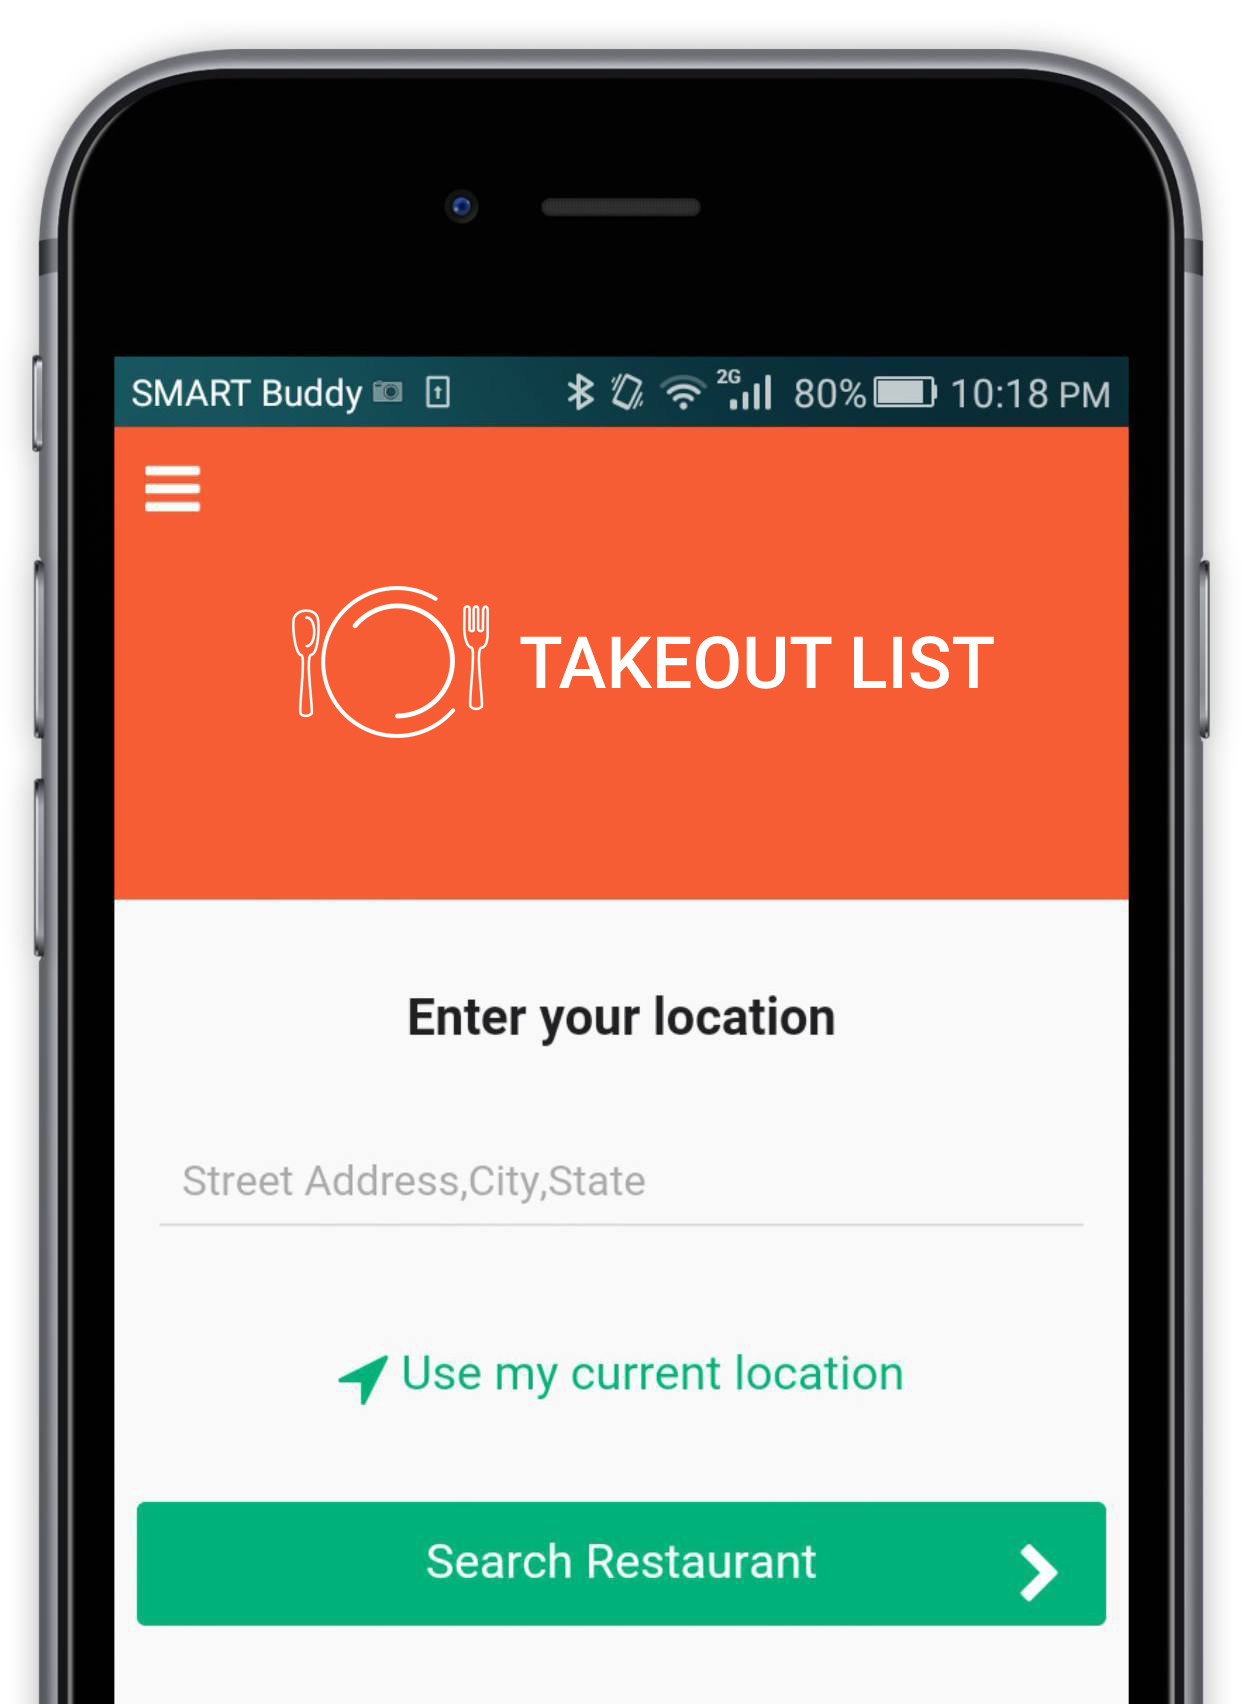 SMART Buddy 2G 80% 10:18 PM
TAKEOUT LIST
Enter your location
Street Address,City,State
Use my current location
Search Restaurant